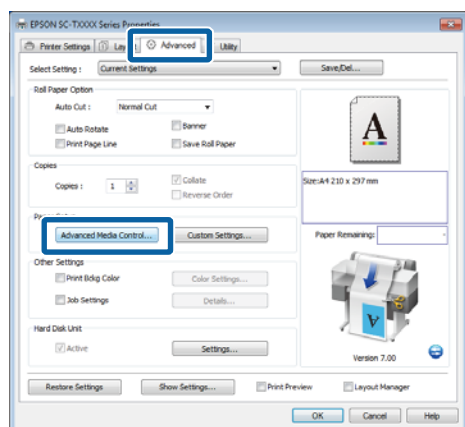 EPSON SC-TXXXX Series Properties
Printer Settings Lay Advanced Utility
Select Setting : Current Settings Save/Del...
Roll Paper Option
Auto Cut : Normal Cut
Auto Rotate Banner
Print Page Line Save Roll Paper
A
Copies
Copies : 1 Collate
Reverse Order
Size:A4 210 x 297 mm
Advanced Media Control... Custom Settings...
Paper Remaining: -
Other Settings
Print Bdkg Color Color Settings...
Job Settings Details...
A
Hard Disk Unit
Active Settings...
Version 7.00
Restore Settings Show Settings... Print Preview Layout Manager
OK Cancel Help